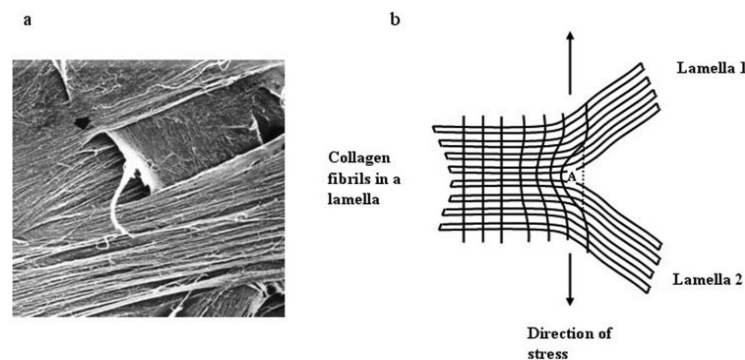 a
b
Lamella 1
Collagen
fibrils in a
lamella
A
Lamella 2
Direction of
stress